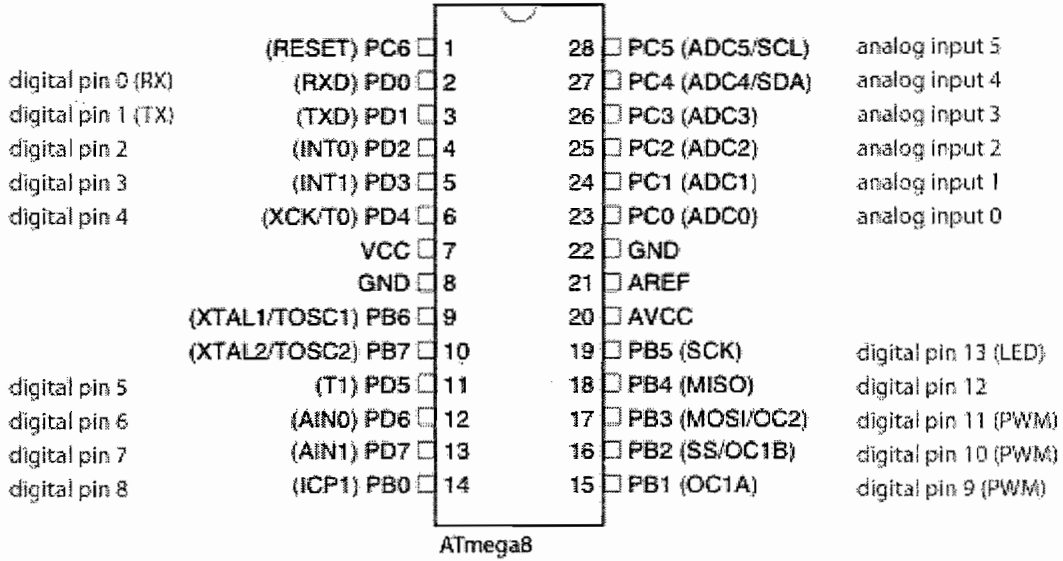 (RESET) PC6 1 28 PC5 (ADC5/SCL) analog input 5
digital pin 0 (RX) (RXD) PD0 2 27 PC4 (ADC4/SDA) analog input 4
digital pin 1 (TX) (TXD) PD1 3 26 PC3 (ADC3) analog input 3
digital pin 2 (INT0) PD2 4 25 PC2 (ADC2) analog input 2
digital pin 3 (INT1) PD3 5 24 PC1 (ADC1) analog input 1
digital pin 4 (XCK/T0) PD4 6 23 PC0 (ADC0) analog input 0
VCC 7 22 GND
GND 8 21 AREF
(XTAL1/TOSC1) PB6 9 20 AVCC
(XTAL2/TOSC2) PB7 10 19 PB5 (SCK) digital pin 13 (LED)
digital pin 5 (T1) PD5 11 18 PB4 (MISO) digital pin 12
digital pin 6 (AIN0) PD6 12 17 PB3 (MOSI/OC2) digital pin 11 (PWM)
digital pin 7 (AIN1) PD7 13 16 PB2 (SS/OC1B) digital pin 10 (PWM)
digital pin 8 (ICP1) PB0 14 15 PB1 (OC1A) digital pin 9 (PWM)
ATmega8